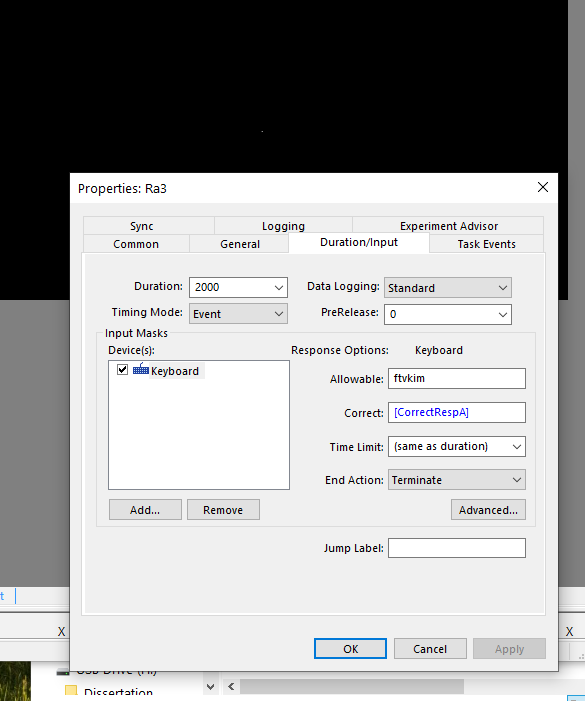 Properties: Ra3
Sync Logging Experiment Advisor
Common General Duration/Input Task Events
Duration: 2000 Data Logging: Standard
Timing Mode: Event PreRelease: 0
Input Masks
Device(s): Response Options: Keyboard
Keyboard Allowable: ftvkim
Correct: [CorrectRespA]
Time Limit: (same as duration)
End Action: Terminate
Add... Remove Advanced...
Jump Label:
t
X X
OK Cancel Apply
Dissertation